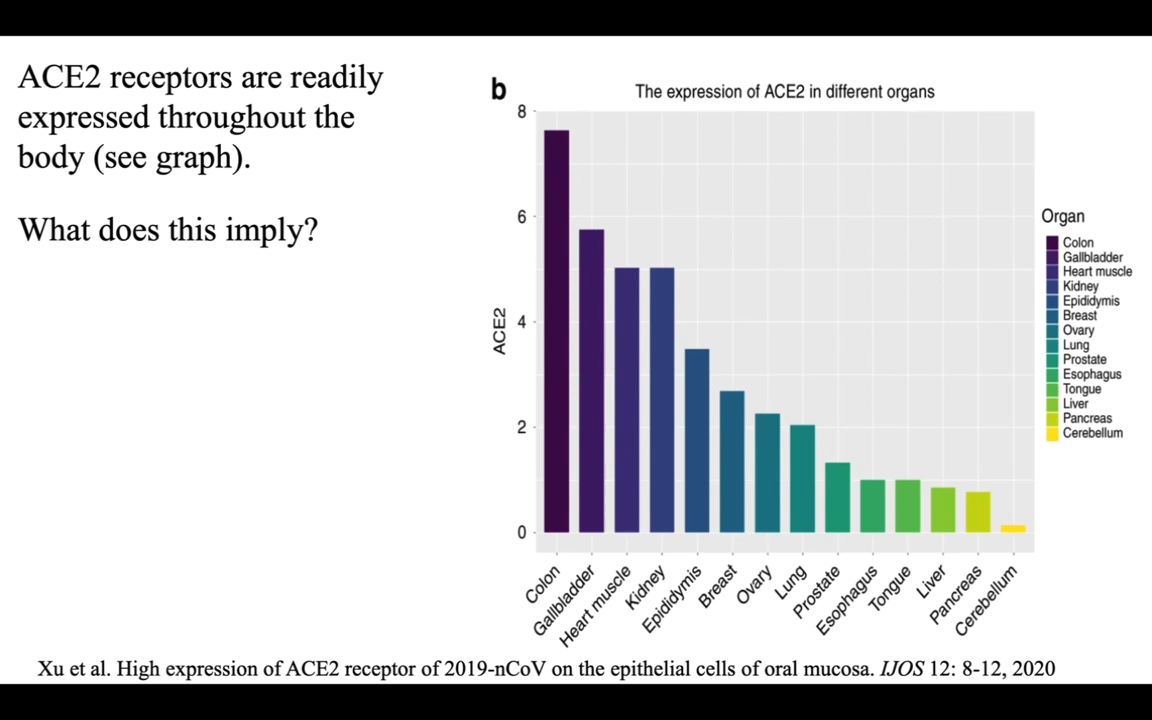 ACE2 receptors are readily
expressed throughout the
body (see graph).
What does this imply?
b
The expression of ACE2 in different organs
ACE2
8
6
4
2
0
Colon
Gallbladder
Heart muscle
Kidney
Epididymis
Breast
Ovary
Lung
Prostate
Esophagus
Tongue
Liver
Pancreas
Cerebellum
Organ
Colon
Gallbladder
Heart muscle
Kidney
Epididymis
Breast
Ovary
Lung
Prostate
Esophagus
Tongue
Liver
Pancreas
Cerebellum
Xu et al. High expression of ACE2 receptor of 2019-nCoV on the epithelial cells of oral mucosa. IJOS 12: 8-12, 2020